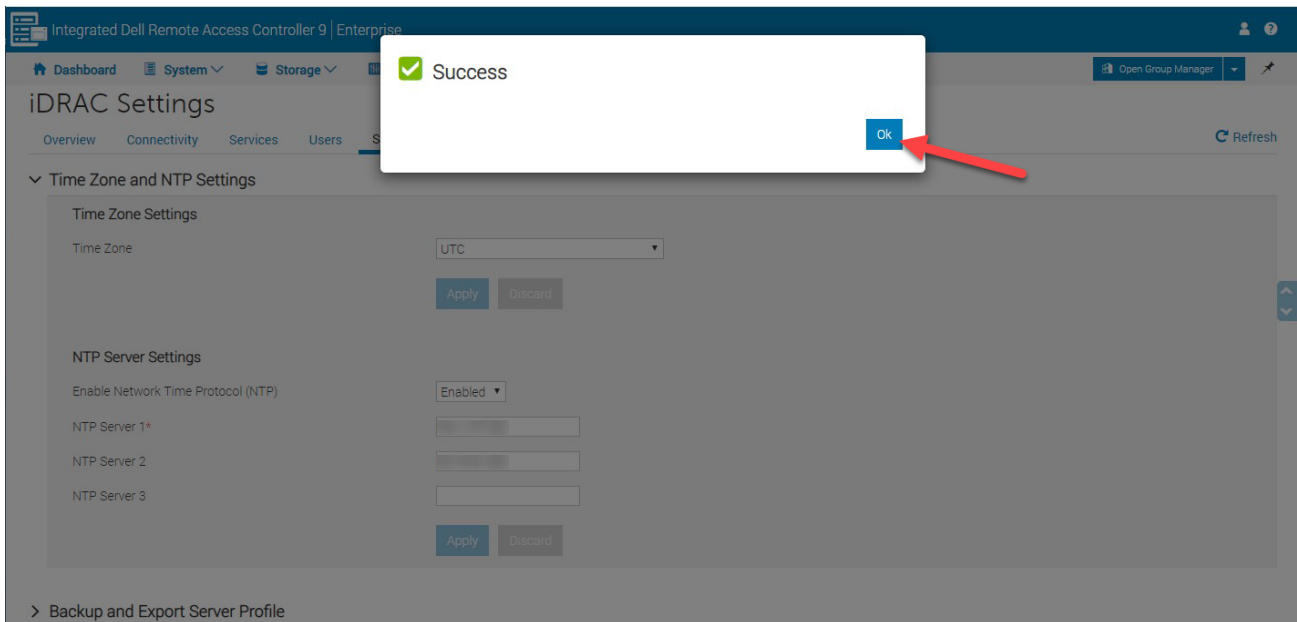 Integrated Dell Remote Access Controller 9 | Enterprise
Success
Dashboard System Storage Open Group Manager
iDRAC Settings
Ok
Overview Connectivity Services Users S Refresh
Time Zone and NTP Settings
Time Zone Settings
Time Zone UTC
Apply Discard
NTP Server Settings
Enable Network Time Protocol (NTP) Enabled
NTP Server 1*
NTP Server 2
NTP Server 3
Apply Discard
Backup and Export Server Profile